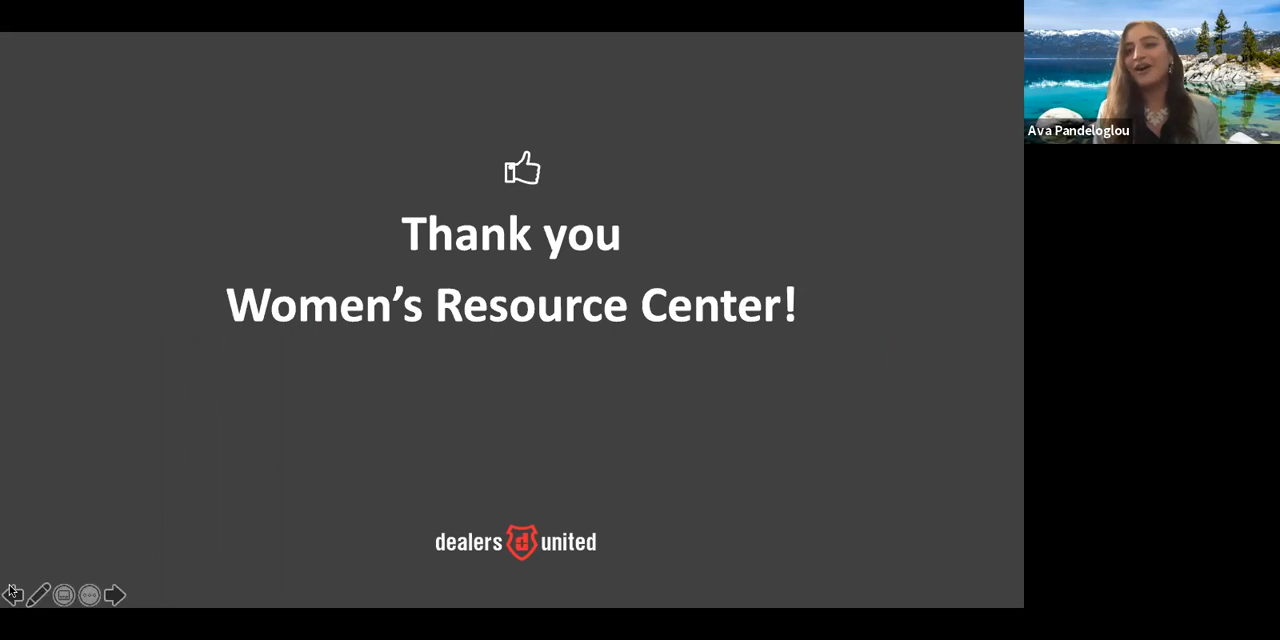 Thank you
Women’s Resource Center!
dealers d united
Ava Pandeloglou